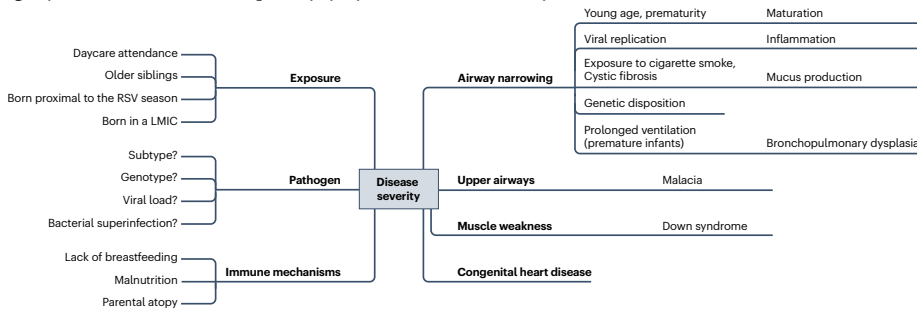 Daycare attendance
Older siblings
Born proximal to the RSV season
Born in a LMIC
Exposure
Subtype?
Genotype?
Viral load?
Bacterial superinfection?
Pathogen
Lack of breastfeeding
Malnutrition
Parental atopy
Immune mechanisms
Disease
severity
Airway narrowing
Young age, prematurity
Maturation
Viral replication
Inflammation
Exposure to cigarette smoke,
Cystic fibrosis
Mucus production
Genetic disposition
Prolonged ventilation
(premature infants)
Bronchopulmonary dysplasia
Upper airways
Malacia
Muscle weakness
Down syndrome
Congenital heart disease